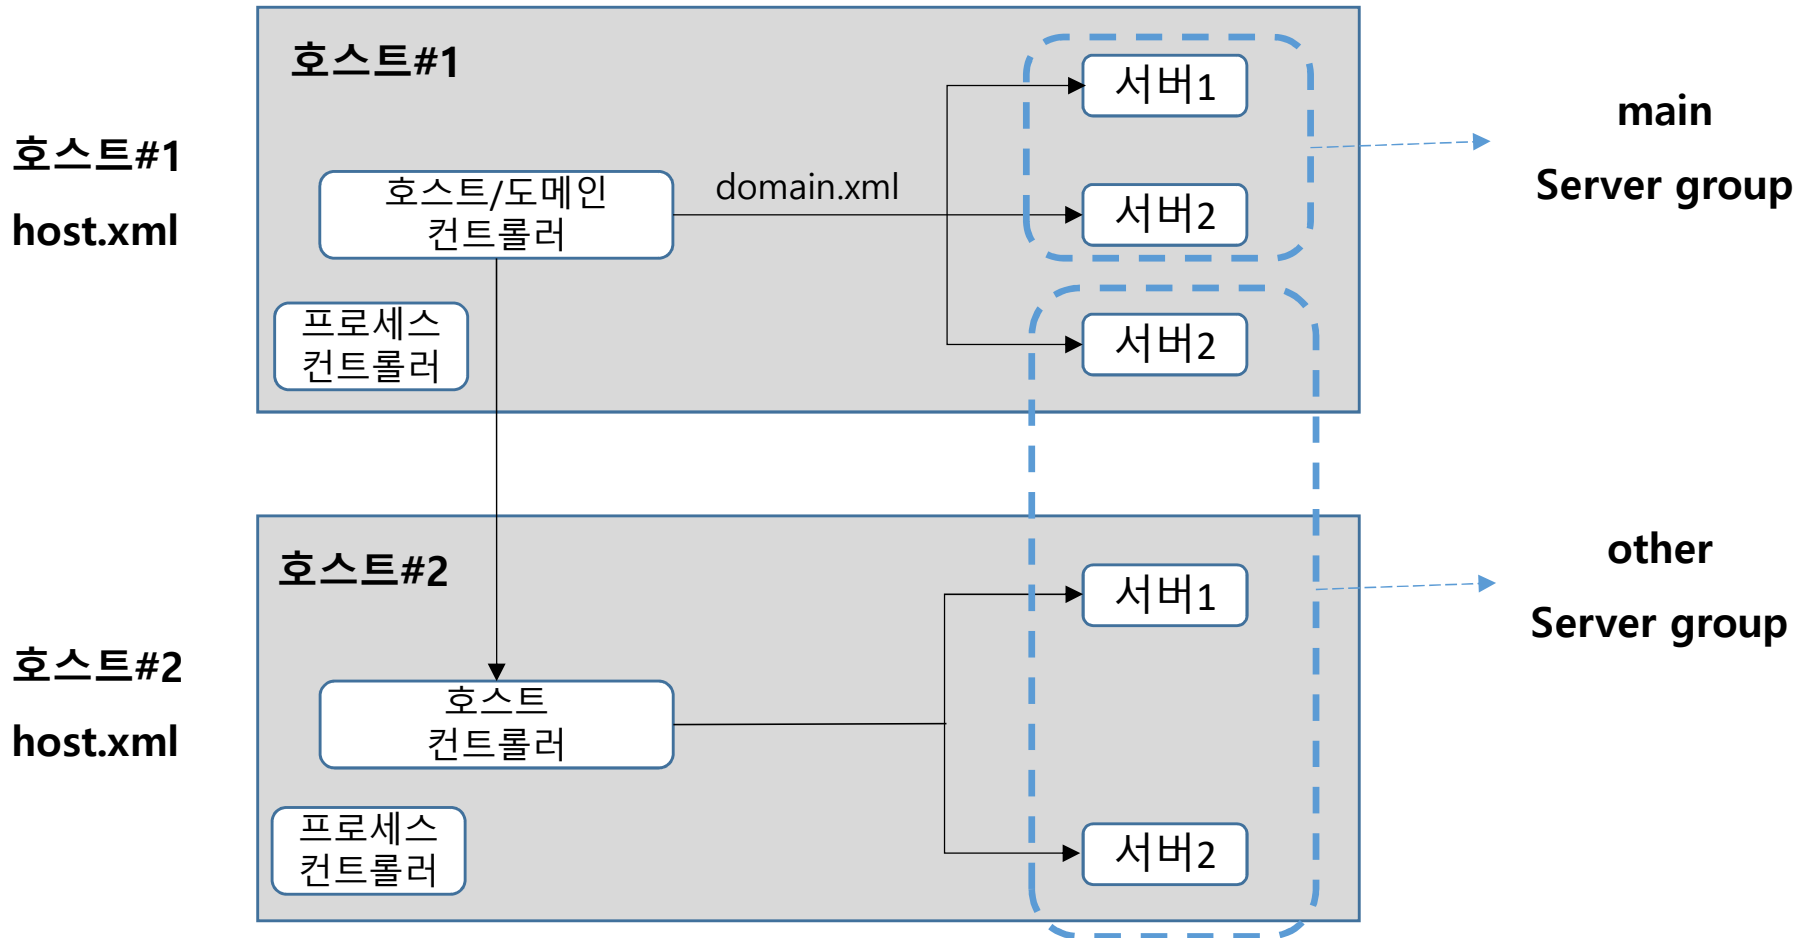 호스트#1
host.xml
호스트#1
호스트/도메인
컨트롤러
domain.xml
프로세스
컨트롤러
서버1
서버2
서버2
main
Server group
호스트#2
host.xml
호스트#2
호스트
컨트롤러
프로세스
컨트롤러
서버1
서버2
other
Server group